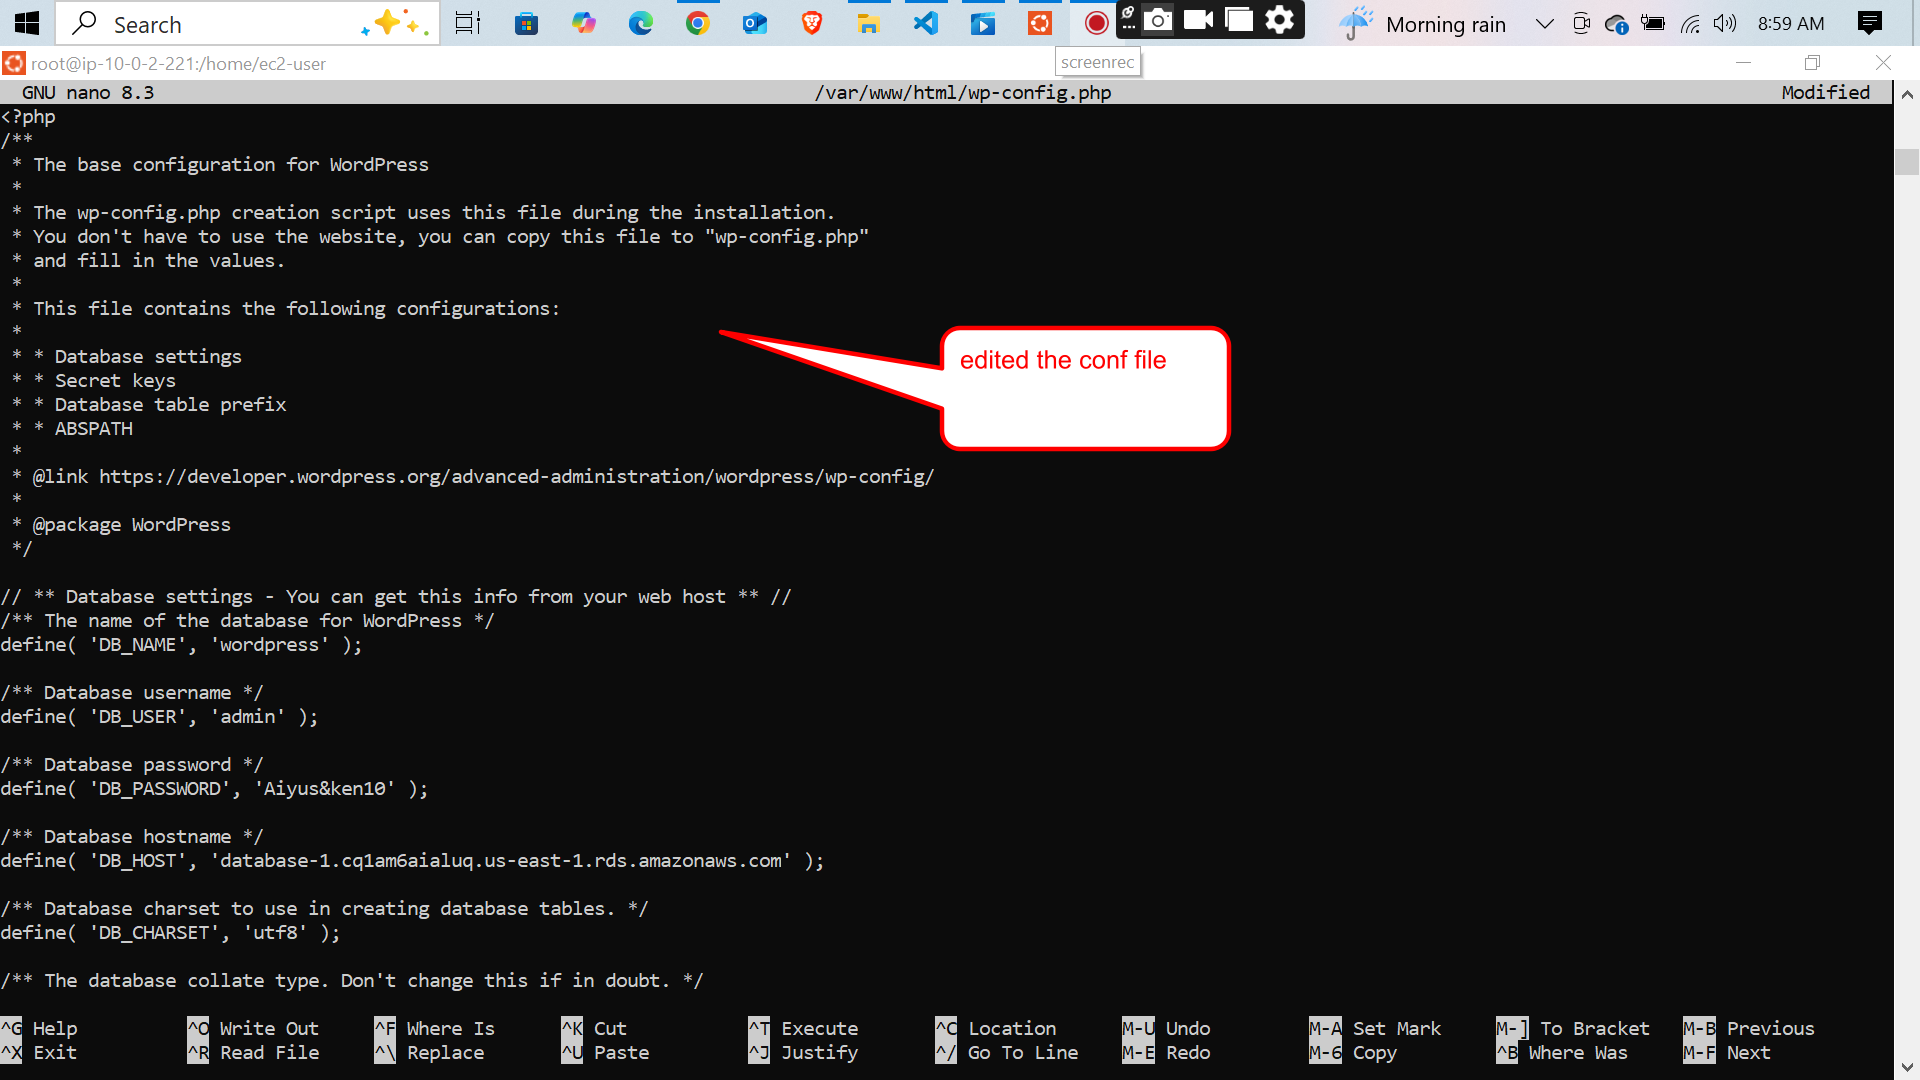 Search
Morning rain
8:59 AM
root@ip-10-0-2-221:/home/ec2-user
screenrec
GNU nano 8.3 /var/www/html/wp-config.php Modified
<?php
/**
* The base configuration for WordPress
*
* The wp-config.php creation script uses this file during the installation.
* You don't have to use the website, you can copy this file to "wp-config.php"
* and fill in the values.
*
* This file contains the following configurations:
*
* * Database settings
* * Secret keys
* * Database table prefix
* * ABSPATH
*
* @link https://developer.wordpress.org/advanced-administration/wordpress/wp-config/
*
* @package WordPress
*/
edited the conf file
// ** Database settings - You can get this info from your web host ** //
/** The name of the database for WordPress */
define( 'DB_NAME', 'wordpress' );
/** Database username */
define( 'DB_USER', 'admin' );
/** Database password */
define( 'DB_PASSWORD', 'Aiyus&ken10' );
/** Database hostname */
define( 'DB_HOST', 'database-1.cq1am6aialuq.us-east-1.rds.amazonaws.com' );
/** Database charset to use in creating database tables. */
define( 'DB_CHARSET', 'utf8' );
/** The database collate type. Don't change this if in doubt. */
^G Help ^O Write Out ^F Where Is ^K Cut ^T Execute ^C Location M-U Undo M-A Set Mark M-] To Bracket M-B Previous
^X Exit ^R Read File ^\ Replace ^U Paste ^J Justify ^/ Go To Line M-E Redo M-6 Copy ^B Where Was M-F Next